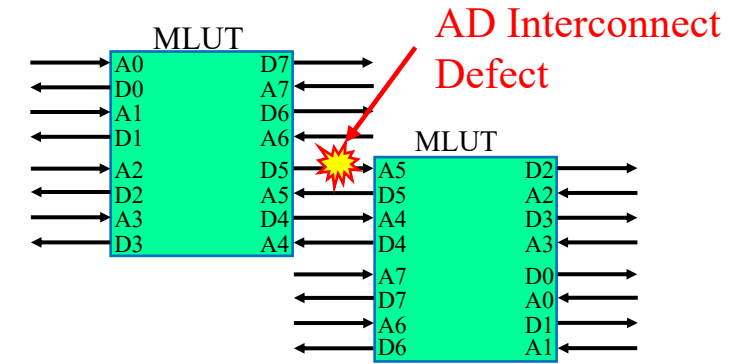 AD Interconnect
Defect
MLUT
A0 D7
D0 A7
A1 D6
D1 A6
A2 D5
D2 A5
A3 D4
D3 A4
MLUT
A5 D2
D5 A2
A4 D3
D4 A3
A7 D0
D7 A0
A6 D1
D6 A1